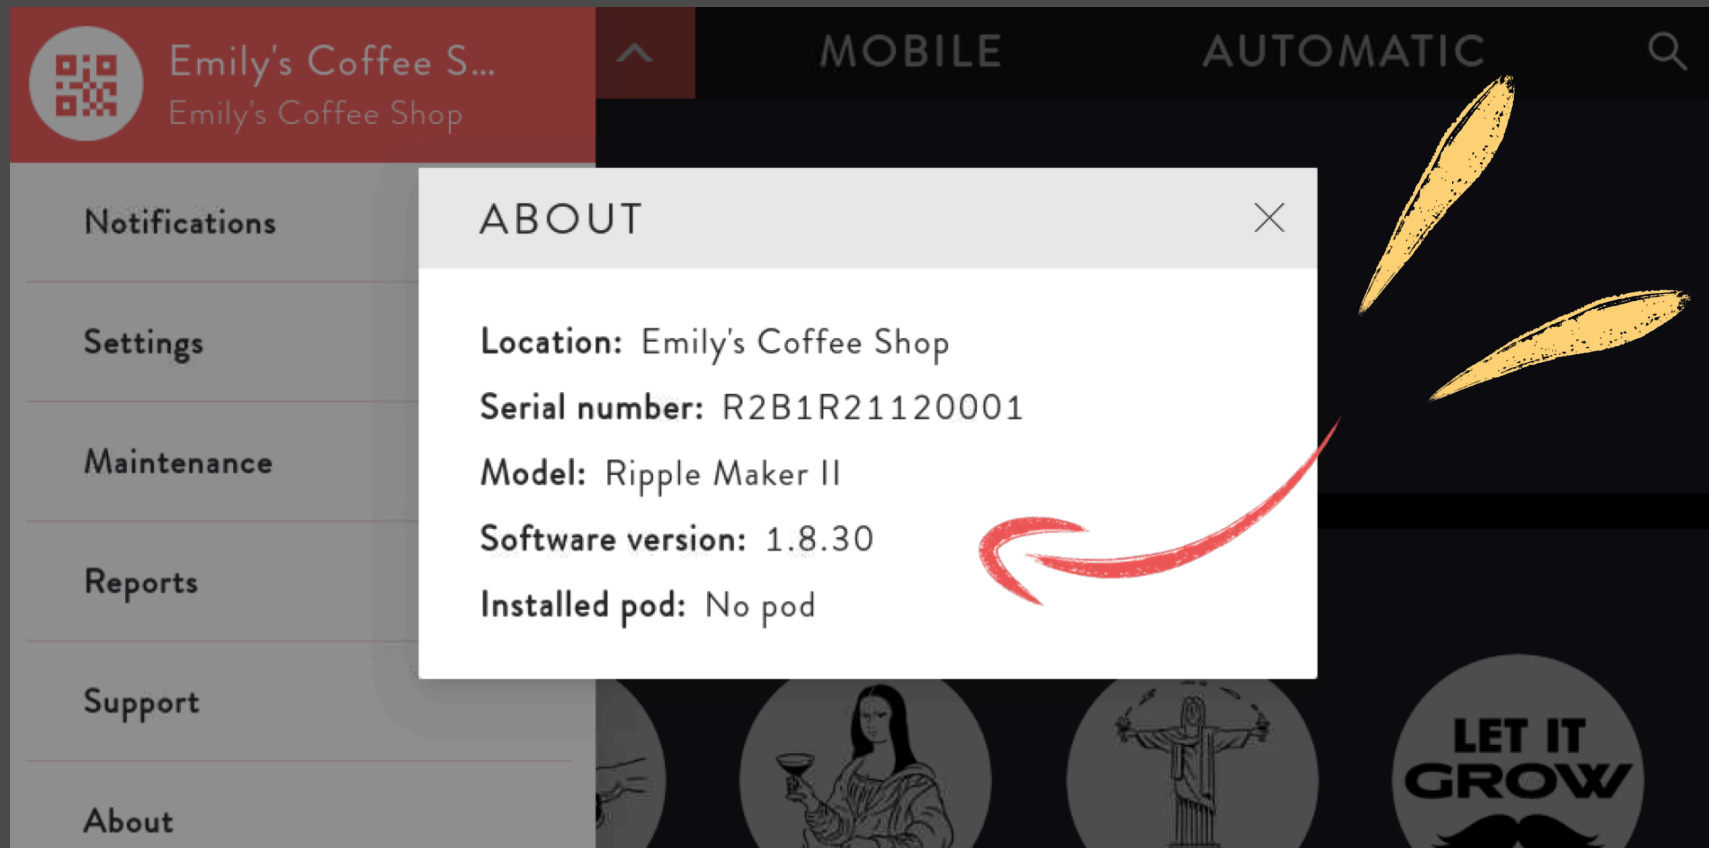 Emily's Coffee S...
Emily's Coffee Shop
MOBILE
AUTOMATIC
Notifications
Settings
Maintenance
Reports
Support
About
ABOUT
Location: Emily's Coffee Shop
Serial number: R2B1R21120001
Model: Ripple Maker II
Software version: 1.8.30
Installed pod: No pod
LET IT
GROW